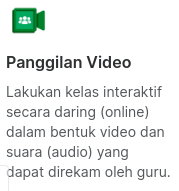 Panggilan Video
Lakukan kelas interaktif
secara daring (online)
dalam bentuk video dan
suara (audio) yang
dapat direkam oleh guru.